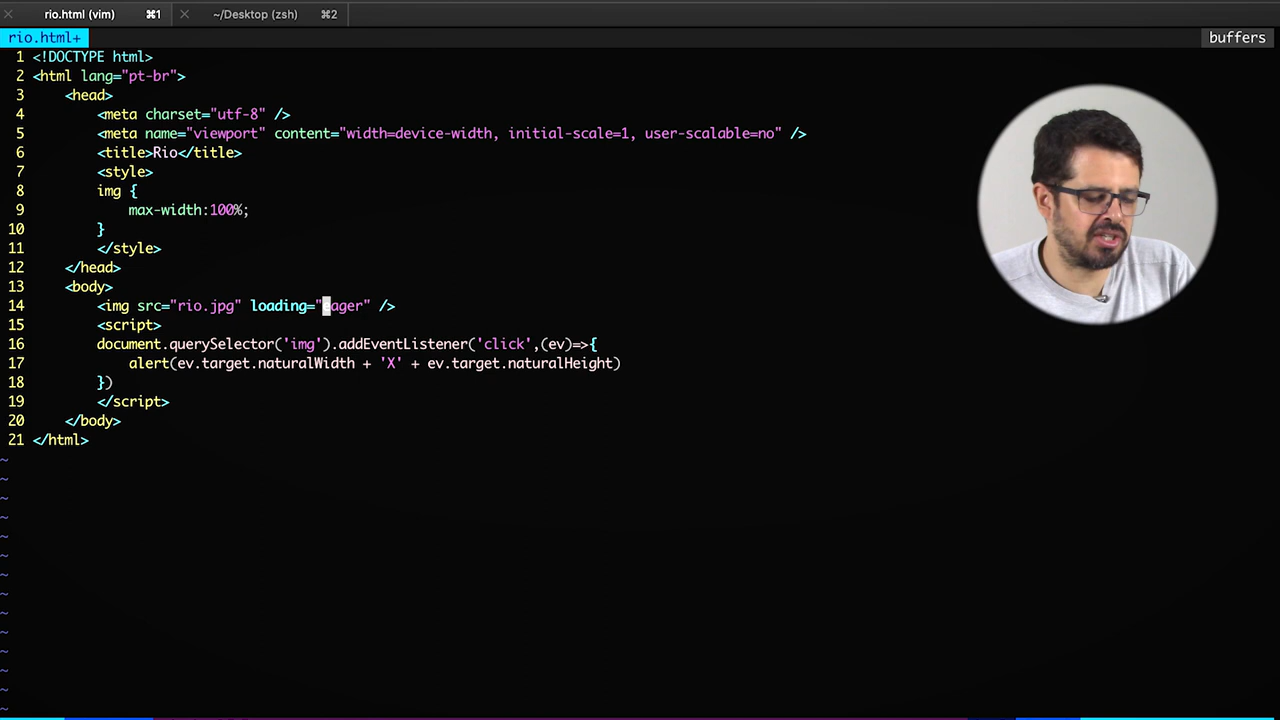 rio.html (vim) ⌘1 ~/Desktop (zsh) ⌘2
rio.html+ buffers
1 <!DOCTYPE html>
2 <html lang="pt-br">
3 <head>
4 <meta charset="utf-8" />
5 <meta name="viewport" content="width=device-width, initial-scale=1, user-scalable=no" />
6 <title>Rio</title>
7 <style>
8 img {
9 max-width:100%;
10 }
11 </style>
12 </head>
13 <body>
14 <img src="rio.jpg" loading="eager" />
15 <script>
16 document.querySelector('img').addEventListener('click',(ev)=>{
17 alert(ev.target.naturalWidth + 'X' + ev.target.naturalHeight)
18 })
19 </script>
20 </body>
21 </html>
~
~
~
~
~
~
~
~
~
~
~
~
~
~